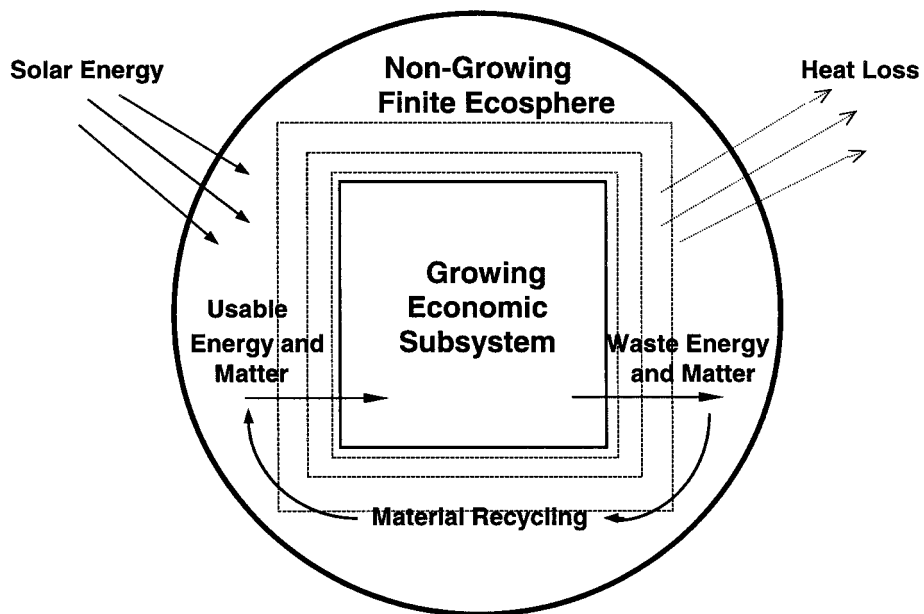 Solar Energy
Non-Growing
Finite Ecosphere
Heat Loss
Growing
Economic
Subsystem
Usable
Energy and
Matter
Waste Energy
and Matter
Material Recycling